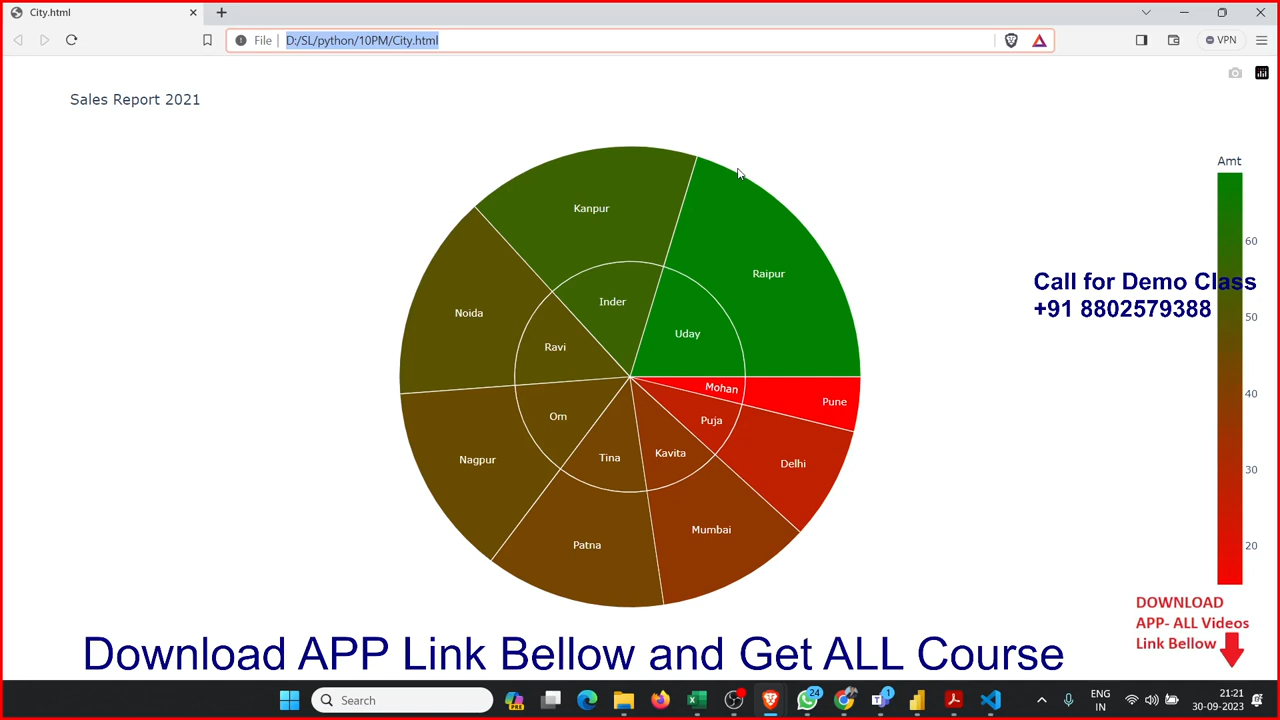 City.html
File
D:/SL/python/10PM/City.html
VPN
Sales Report 2021
Amt
60
50
40
30
20
Call for Demo Class
+91 8802579388
Kanpur
Raipur
Inder
Noida
Uday
Ravi
Mohan
Pune
Om
Puja
Nagpur
Tina
Kavita
Delhi
Mumbai
Patna
DOWNLOAD
APP- ALL Videos
Link Bellow
Download APP Link Bellow and Get ALL Course
Search
PRE
24
1
ENG
IN
21:21
30-09-2023